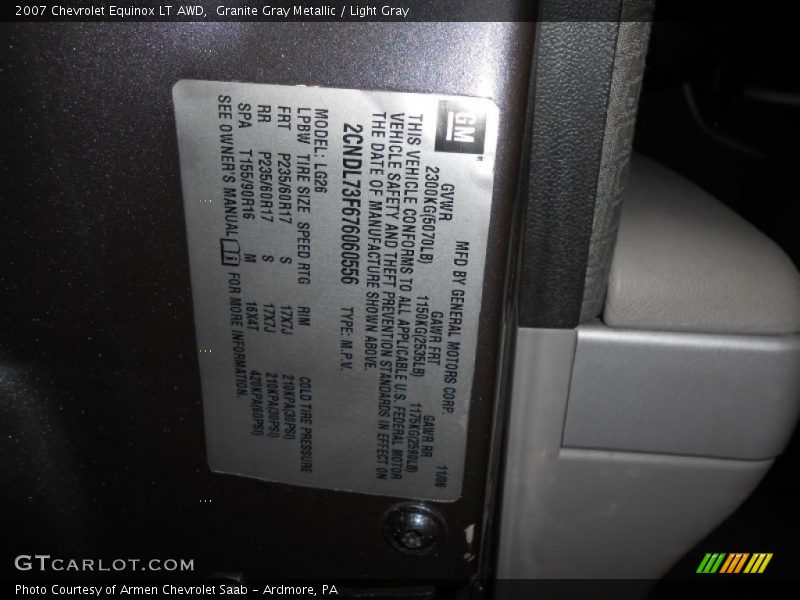 2007 Chevrolet Equinox LT AWD, Granite Gray Metallic / Light Gray
GM
MFD BY GENERAL MOTORS CORP. 11/06
GVWR GAWR FRT GAWR RR
2300KG(5070LB) 1150KG(2535LB) 1175KG(2590LB)
THIS VEHICLE CONFORMS TO ALL APPLICABLE U.S. FEDERAL MOTOR
VEHICLE SAFETY AND THEFT PREVENTION STANDARDS IN EFFECT ON
THE DATE OF MANUFACTURE SHOWN ABOVE.
2CNDL73F676060556 TYPE: M.P.V.
MODEL: LG26
LPBW TIRE SIZE SPEED RTG RIM COLD TIRE PRESSURE
FRT P235/60R17 S 17X7J 210KPA(30PSI)
RR P235/60R17 S 17X7J 210KPA(30PSI)
SPA T155/90R16 M 16X4T 420KPA(60PSI)
SEE OWNER'S MANUAL i FOR MORE INFORMATION.
GTCARLOT.COM
Photo Courtesy of Armen Chevrolet Saab - Ardmore, PA